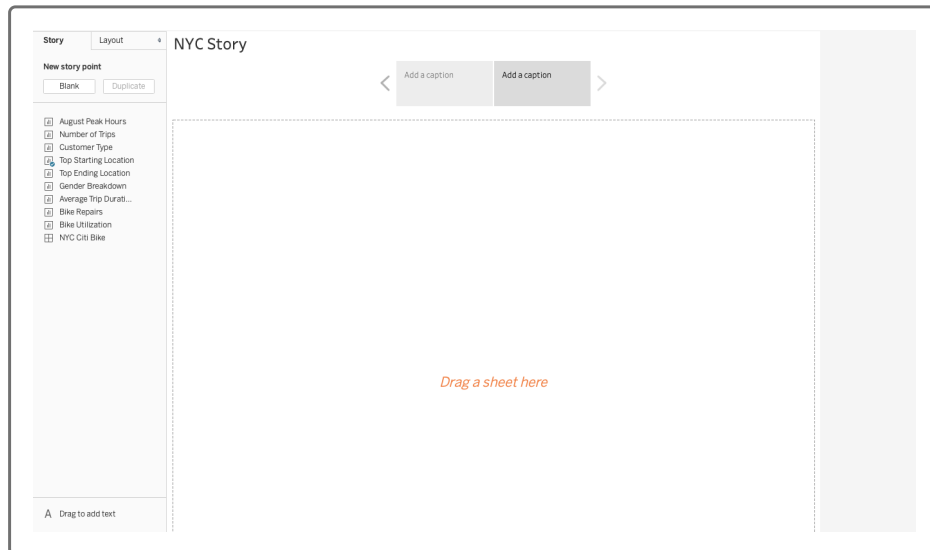 Story Layout
NYC Story
New story point
Blank Duplicate
Add a caption Add a caption
August Peak Hours
Number of Trips
Customer Type
Top Starting Location
Top Ending Location
Gender Breakdown
Average Trip Durati...
Bike Repairs
Bike Utilization
NYC Citi Bike
Drag a sheet here
A Drag to add text